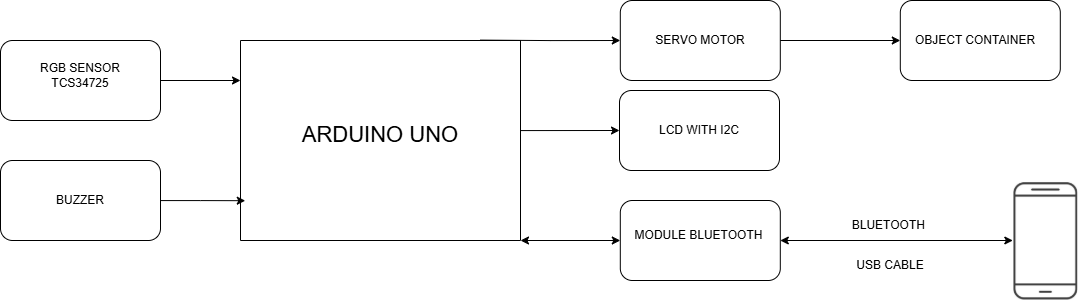 SERVO MOTOR
OBJECT CONTAINER
RGB SENSOR
TCS34725
LCD WITH I2C
ARDUINO UNO
BUZZER
MODULE BLUETOOTH
BLUETOOTH
USB CABLE